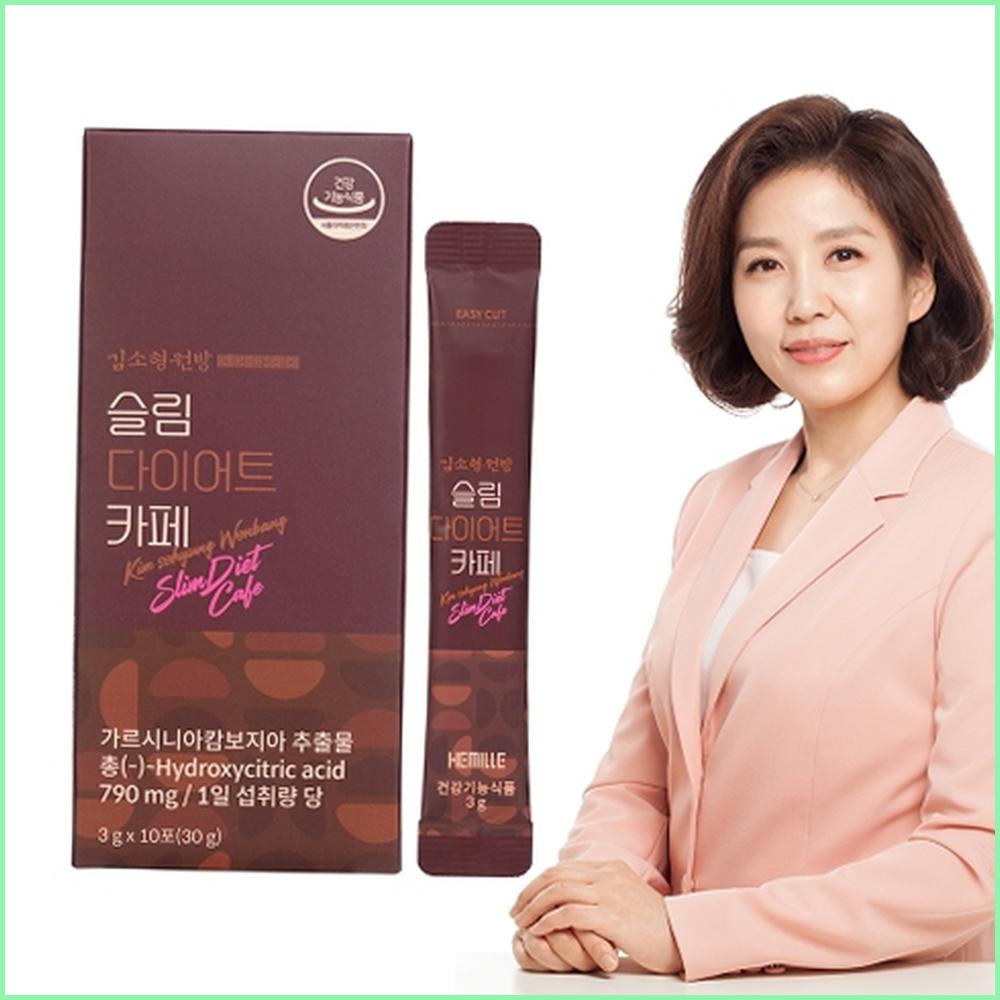 건강
기능식품
김소형원방
슬림
다이어트
카페
Kim sohyung Wonbang
Slim Diet
Cafe
가르시니아캄보지아 추출물
총(-)-Hydroxycitric acid
790 mg / 1일 섭취량 당
3 g x 10포(30 g)
EASY CUT
김소형원방
슬림
다이어트
카페
Kim sohyung Wonbang
Slim Diet
Cafe
HEMILLE
건강기능식품
3 g